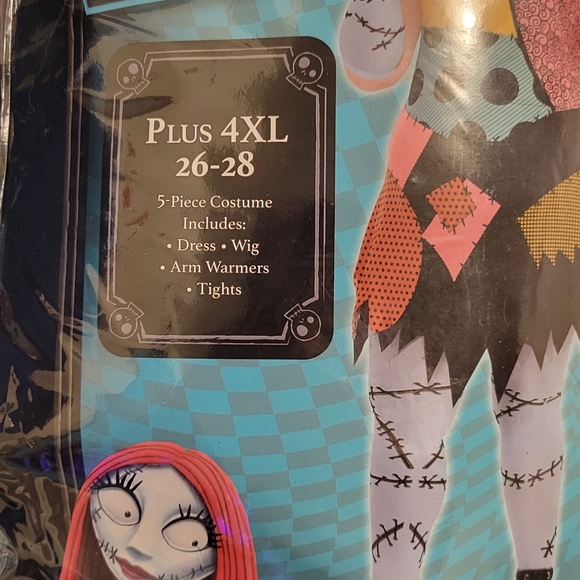 Plus 4XL
26-28
5-Piece Costume
Includes:
• Dress • Wig
• Arm Warmers
• Tights